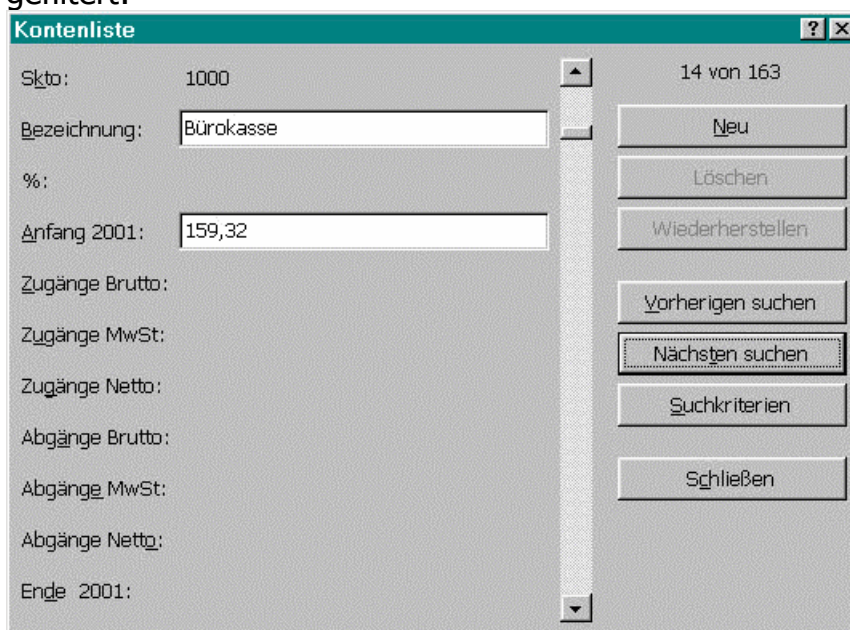 gefiltert.
Kontenliste
Skto: 1000
Bezeichnung: Bürokasse
%:
Anfang 2001: 159,32
Zugänge Brutto:
Zugänge MwSt:
Zugänge Netto:
Abgänge Brutto:
Abgänge MwSt:
Abgänge Netto:
Ende 2001:
14 von 163
Neu
Löschen
Wiederherstellen
Vorherigen suchen
Nächsten suchen
Suchkriterien
Schließen